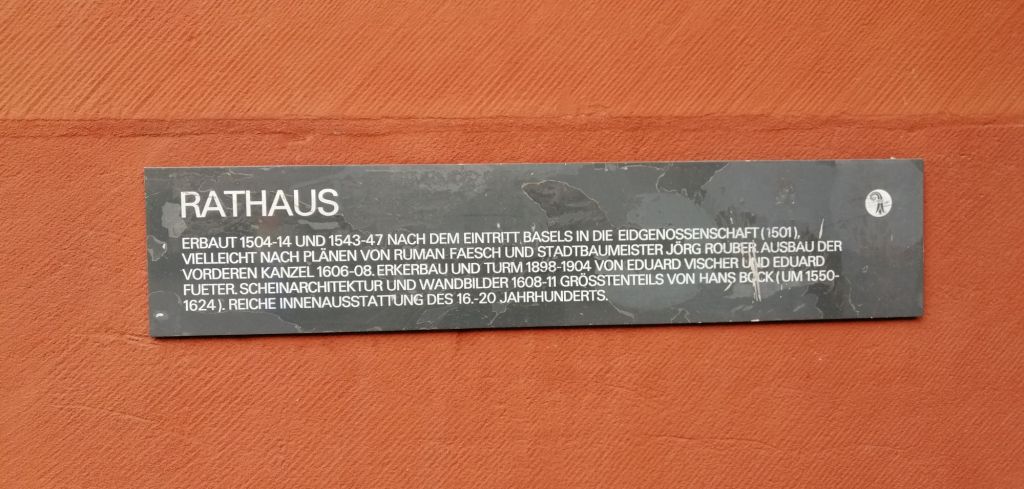 RATHAUS
ERBAUT 1504-14 UND 1543-47 NACH DEM EINTRITT BASELS IN DIE EIDGENOSSENSCHAFT (1501),
VIELLEICHT NACH PLÄNEN VON RUMAN FAESCH UND STADTBAUMEISTER JÖRG ROUBER. AUSBAU DER
VORDEREN KANZEL 1606-08. ERKERBAU UND TURM 1898-1904 VON EDUARD VISCHER UND EDUARD
FUETER. SCHEINARCHITEKTUR UND WANDBILDER 1608-11 GRÖSSTENTEILS VON HANS BOCK (UM 1550-
1624). REICHE INNENAUSSTATTUNG DES 16.-20 JAHRHUNDERTS.